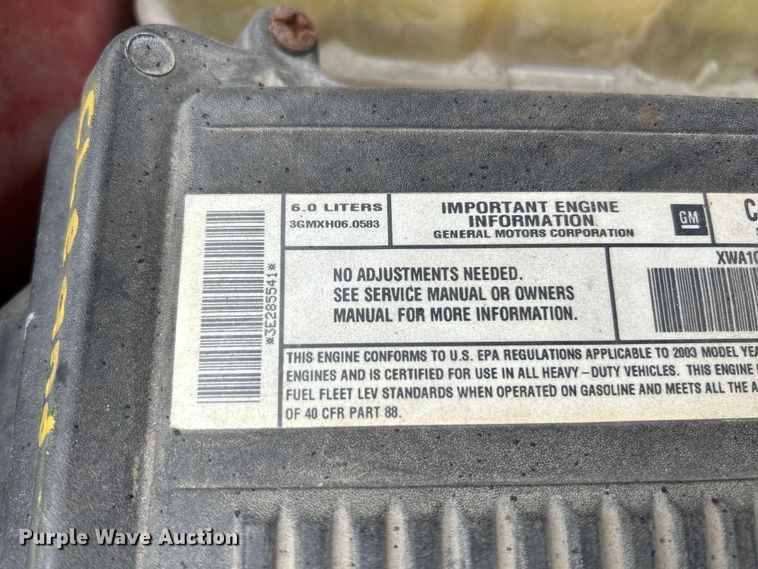 6.0 LITERS
3GMXH06.0583
IMPORTANT ENGINE
INFORMATION
GENERAL MOTORS CORPORATION
GM
XWA10
*3E285541*
NO ADJUSTMENTS NEEDED.
SEE SERVICE MANUAL OR OWNERS
MANUAL FOR MORE INFORMATION.
THIS ENGINE CONFORMS TO U.S. EPA REGULATIONS APPLICABLE TO 2003 MODEL YEA
ENGINES AND IS CERTIFIED FOR USE IN ALL HEAVY-DUTY VEHICLES. THIS ENGINE
FUEL FLEET LEV STANDARDS WHEN OPERATED ON GASOLINE AND MEETS ALL THE A
OF 40 CFR PART 88.
Purple Wave Auction